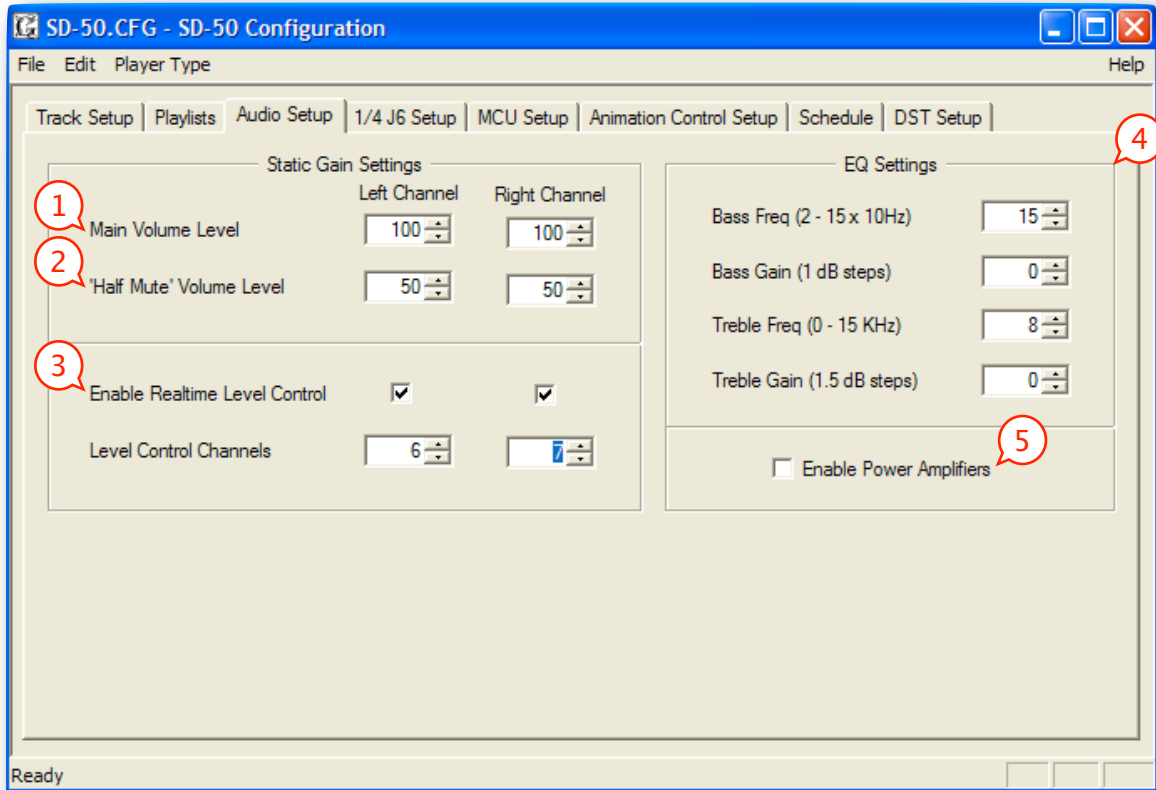 SD-50.CFG - SD-50 Configuration
File Edit Player Type Help
Track Setup Playlists Audio Setup 1/4 J6 Setup MCU Setup Animation Control Setup Schedule DST Setup
4
Static Gain Settings
Left Channel Right Channel
1
Main Volume Level 100 100
2
'Half Mute' Volume Level 50 50
3
Enable Realtime Level Control
Level Control Channels 6 7
EQ Settings
Bass Freq (2 - 15 x 10Hz) 15
Bass Gain (1 dB steps) 0
Treble Freq (0 - 15 KHz) 8
Treble Gain (1.5 dB steps) 0
5
Enable Power Amplifiers
Ready